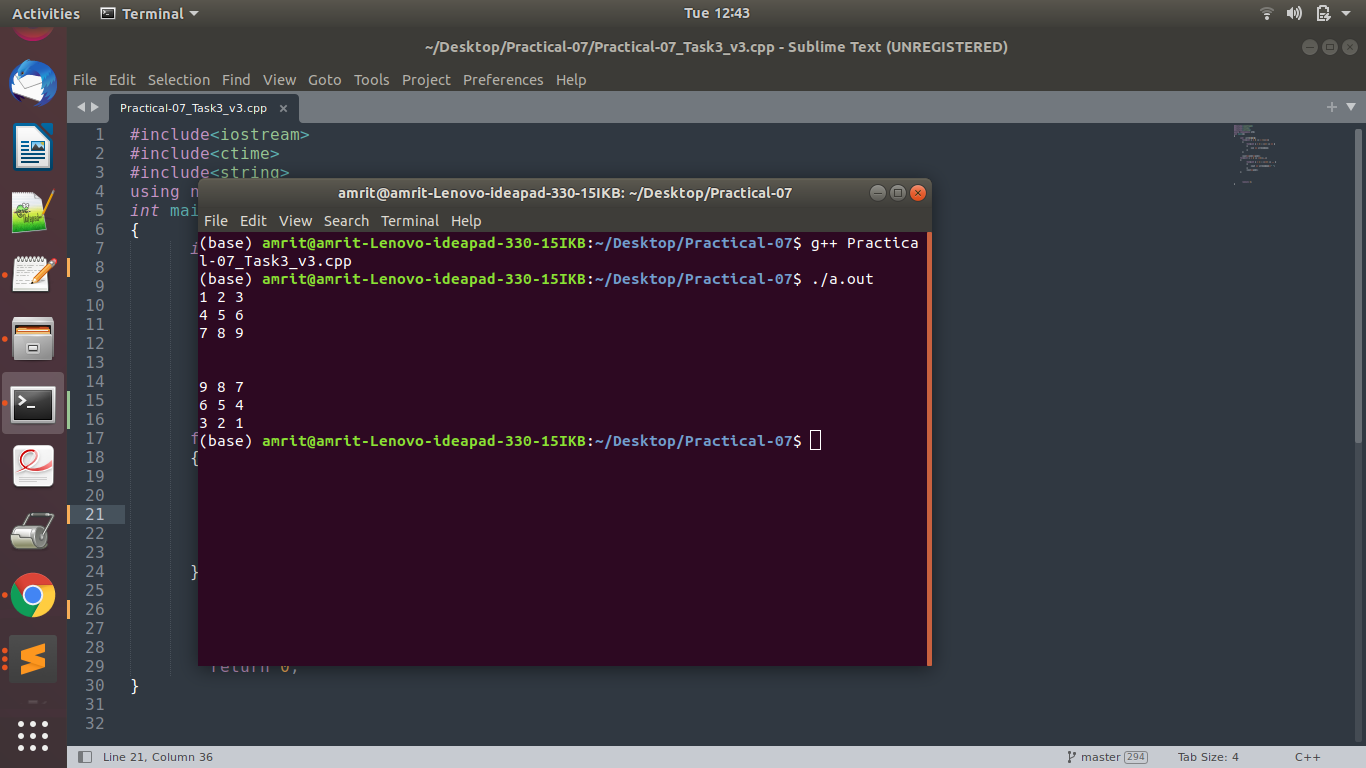 Activities Terminal Tue 12:43
~/Desktop/Practical-07/Practical-07_Task3_v3.cpp - Sublime Text (UNREGISTERED)
File Edit Selection Find View Goto Tools Project Preferences Help
Practical-07_Task3_v3.cpp ×
1 #include<iostream>
2 #include<ctime>
3 #include<string>
4 using n
5 int mai
6 {
7 i
8
9
10
11
12
13
14
15
16
17 f
18 {
19
20
21
22
23
24 }
25
26
27
28
29 return 0;
30 }
31
32
amrit@amrit-Lenovo-ideapad-330-15IKB: ~/Desktop/Practical-07
File Edit View Search Terminal Help
(base) amrit@amrit-Lenovo-ideapad-330-15IKB:~/Desktop/Practical-07$ g++ Practica
l-07_Task3_v3.cpp
(base) amrit@amrit-Lenovo-ideapad-330-15IKB:~/Desktop/Practical-07$ ./a.out
1 2 3
4 5 6
7 8 9
9 8 7
6 5 4
3 2 1
(base) amrit@amrit-Lenovo-ideapad-330-15IKB:~/Desktop/Practical-07$
Line 21, Column 36 master 294 Tab Size: 4 C++